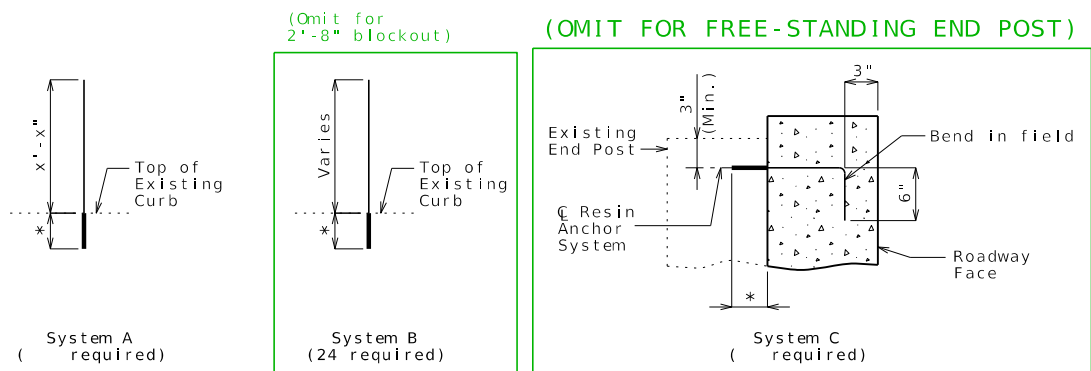 (Omit for
2'-8" blockout)
(OMIT FOR FREE-STANDING END POST)
x'-x"
*
Top of
Existing
Curb
System A
( required)
Varies
*
Top of
Existing
Curb
System B
(24 required)
3"
(Min.)
3"
Existing
End Post
Bend in field
6"
℄ Resin
Anchor
System
Roadway
Face
*
System C
( required)